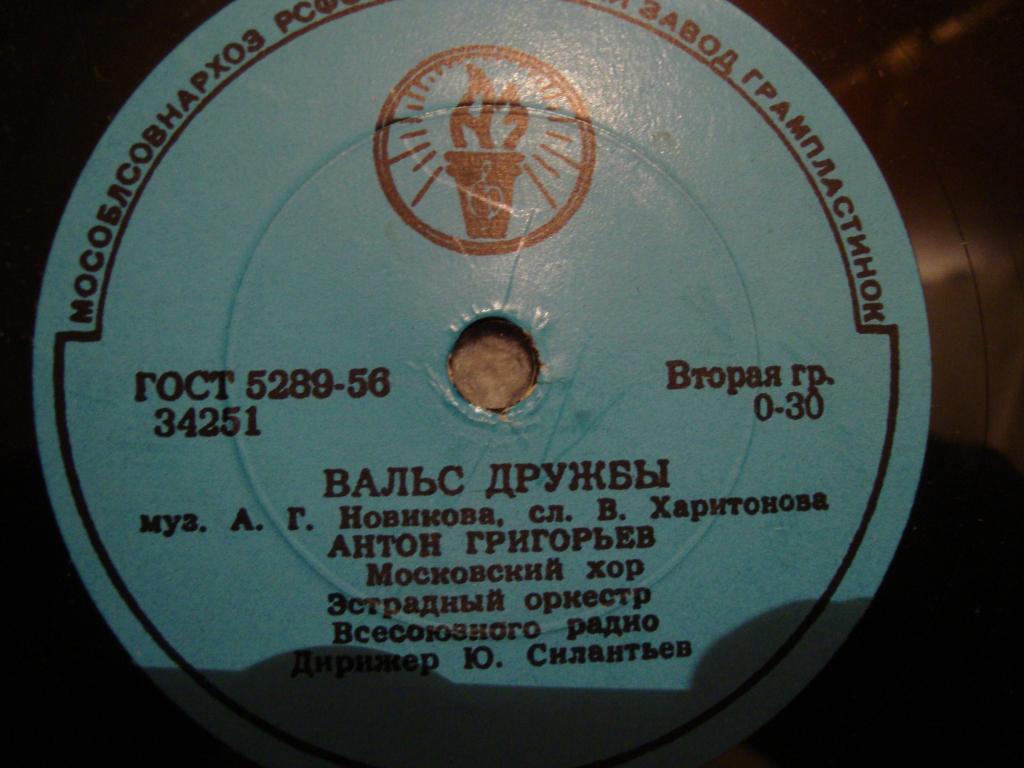 МОСОБЛСОВНАРХОЗ РСФС
ЗАВОД ГРАМПЛАСТИНОК
ГОСТ 5289-56
34251
Вторая гр.
0-30
ВАЛЬС ДРУЖБЫ
муз. А. Г. Новикова, сл. В. Харитонова
АНТОН ГРИГОРЬЕВ
Московский хор
Эстрадный оркестр
Всесоюзного радио
Дирижер Ю. Силантьев